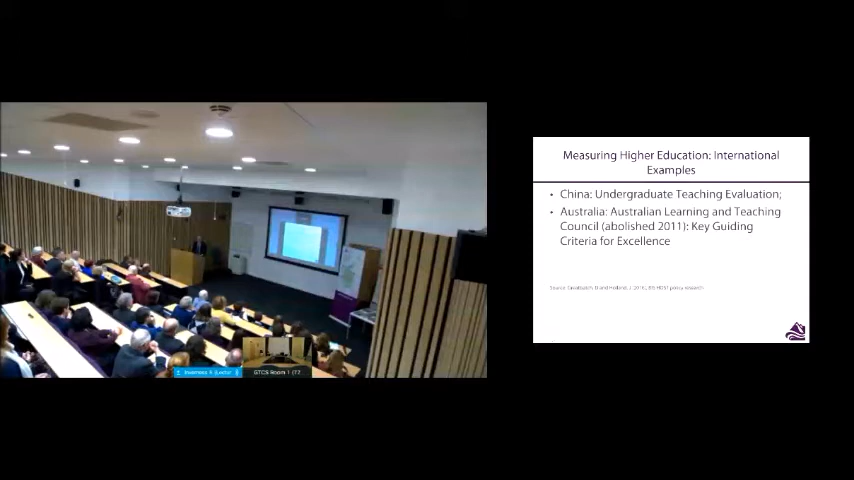 Measuring Higher Education: International
Examples
• China: Undergraduate Teaching Evaluation;
• Australia: Australian Learning and Teaching
Council (abolished 2011): Key Guiding
Criteria for Excellence
GTCS Room 1 (72